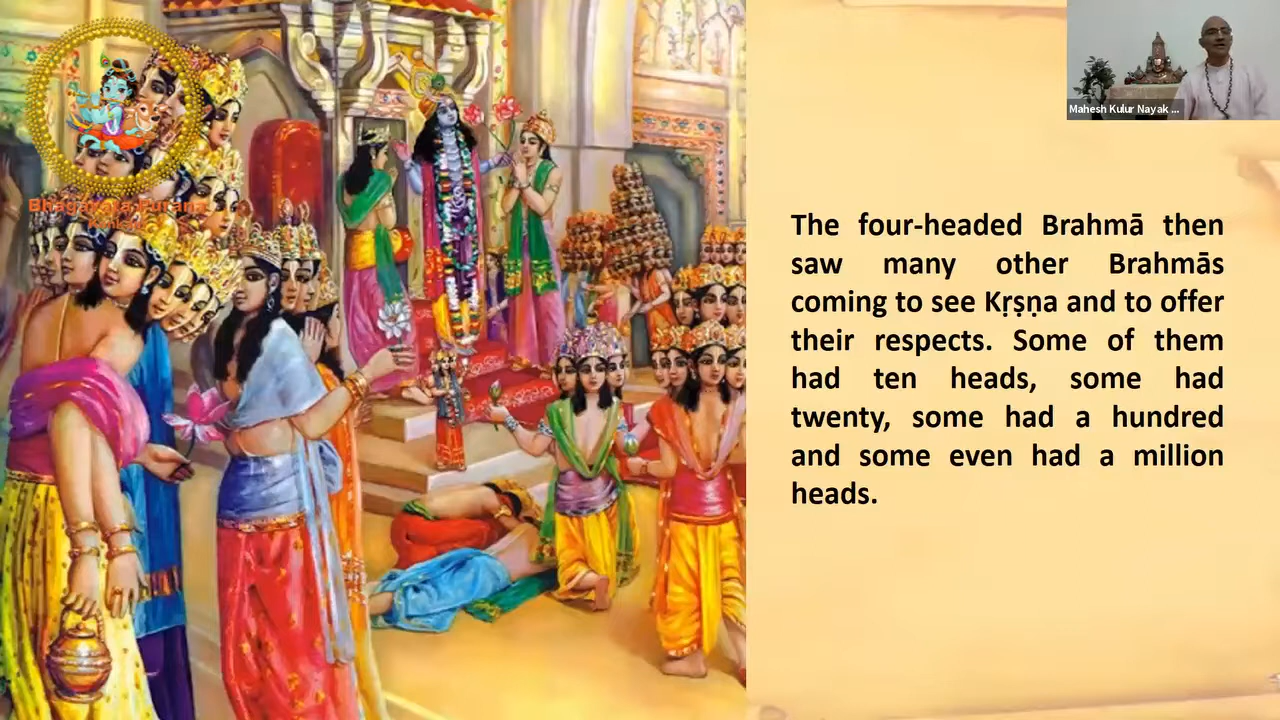 Bhagavata Purana
Mahesh Kulur Nayak ...
The four-headed Brahmā then
saw many other Brahmās
coming to see Kṛṣṇa and to offer
their respects. Some of them
had ten heads, some had
twenty, some had a hundred
and some even had a million
heads.